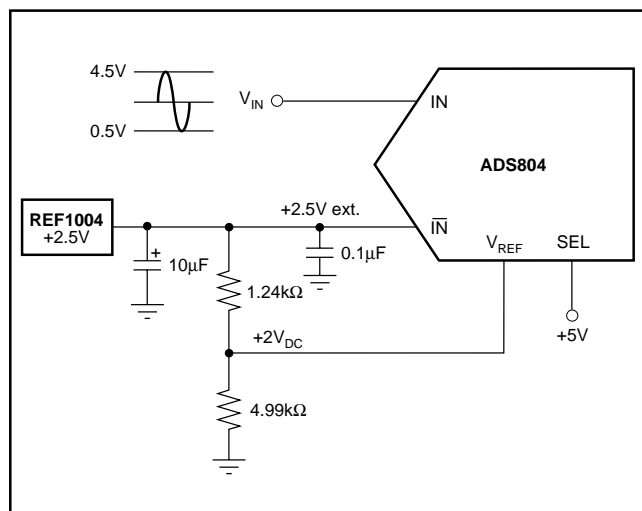 4.5V
0.5V
V_IN
IN
ADS804
REF1004
+2.5V
+2.5V ext.
I̅N̅
V_REF
SEL
+
10µF
0.1µF
1.24kΩ
+5V
+2V_DC
4.99kΩ